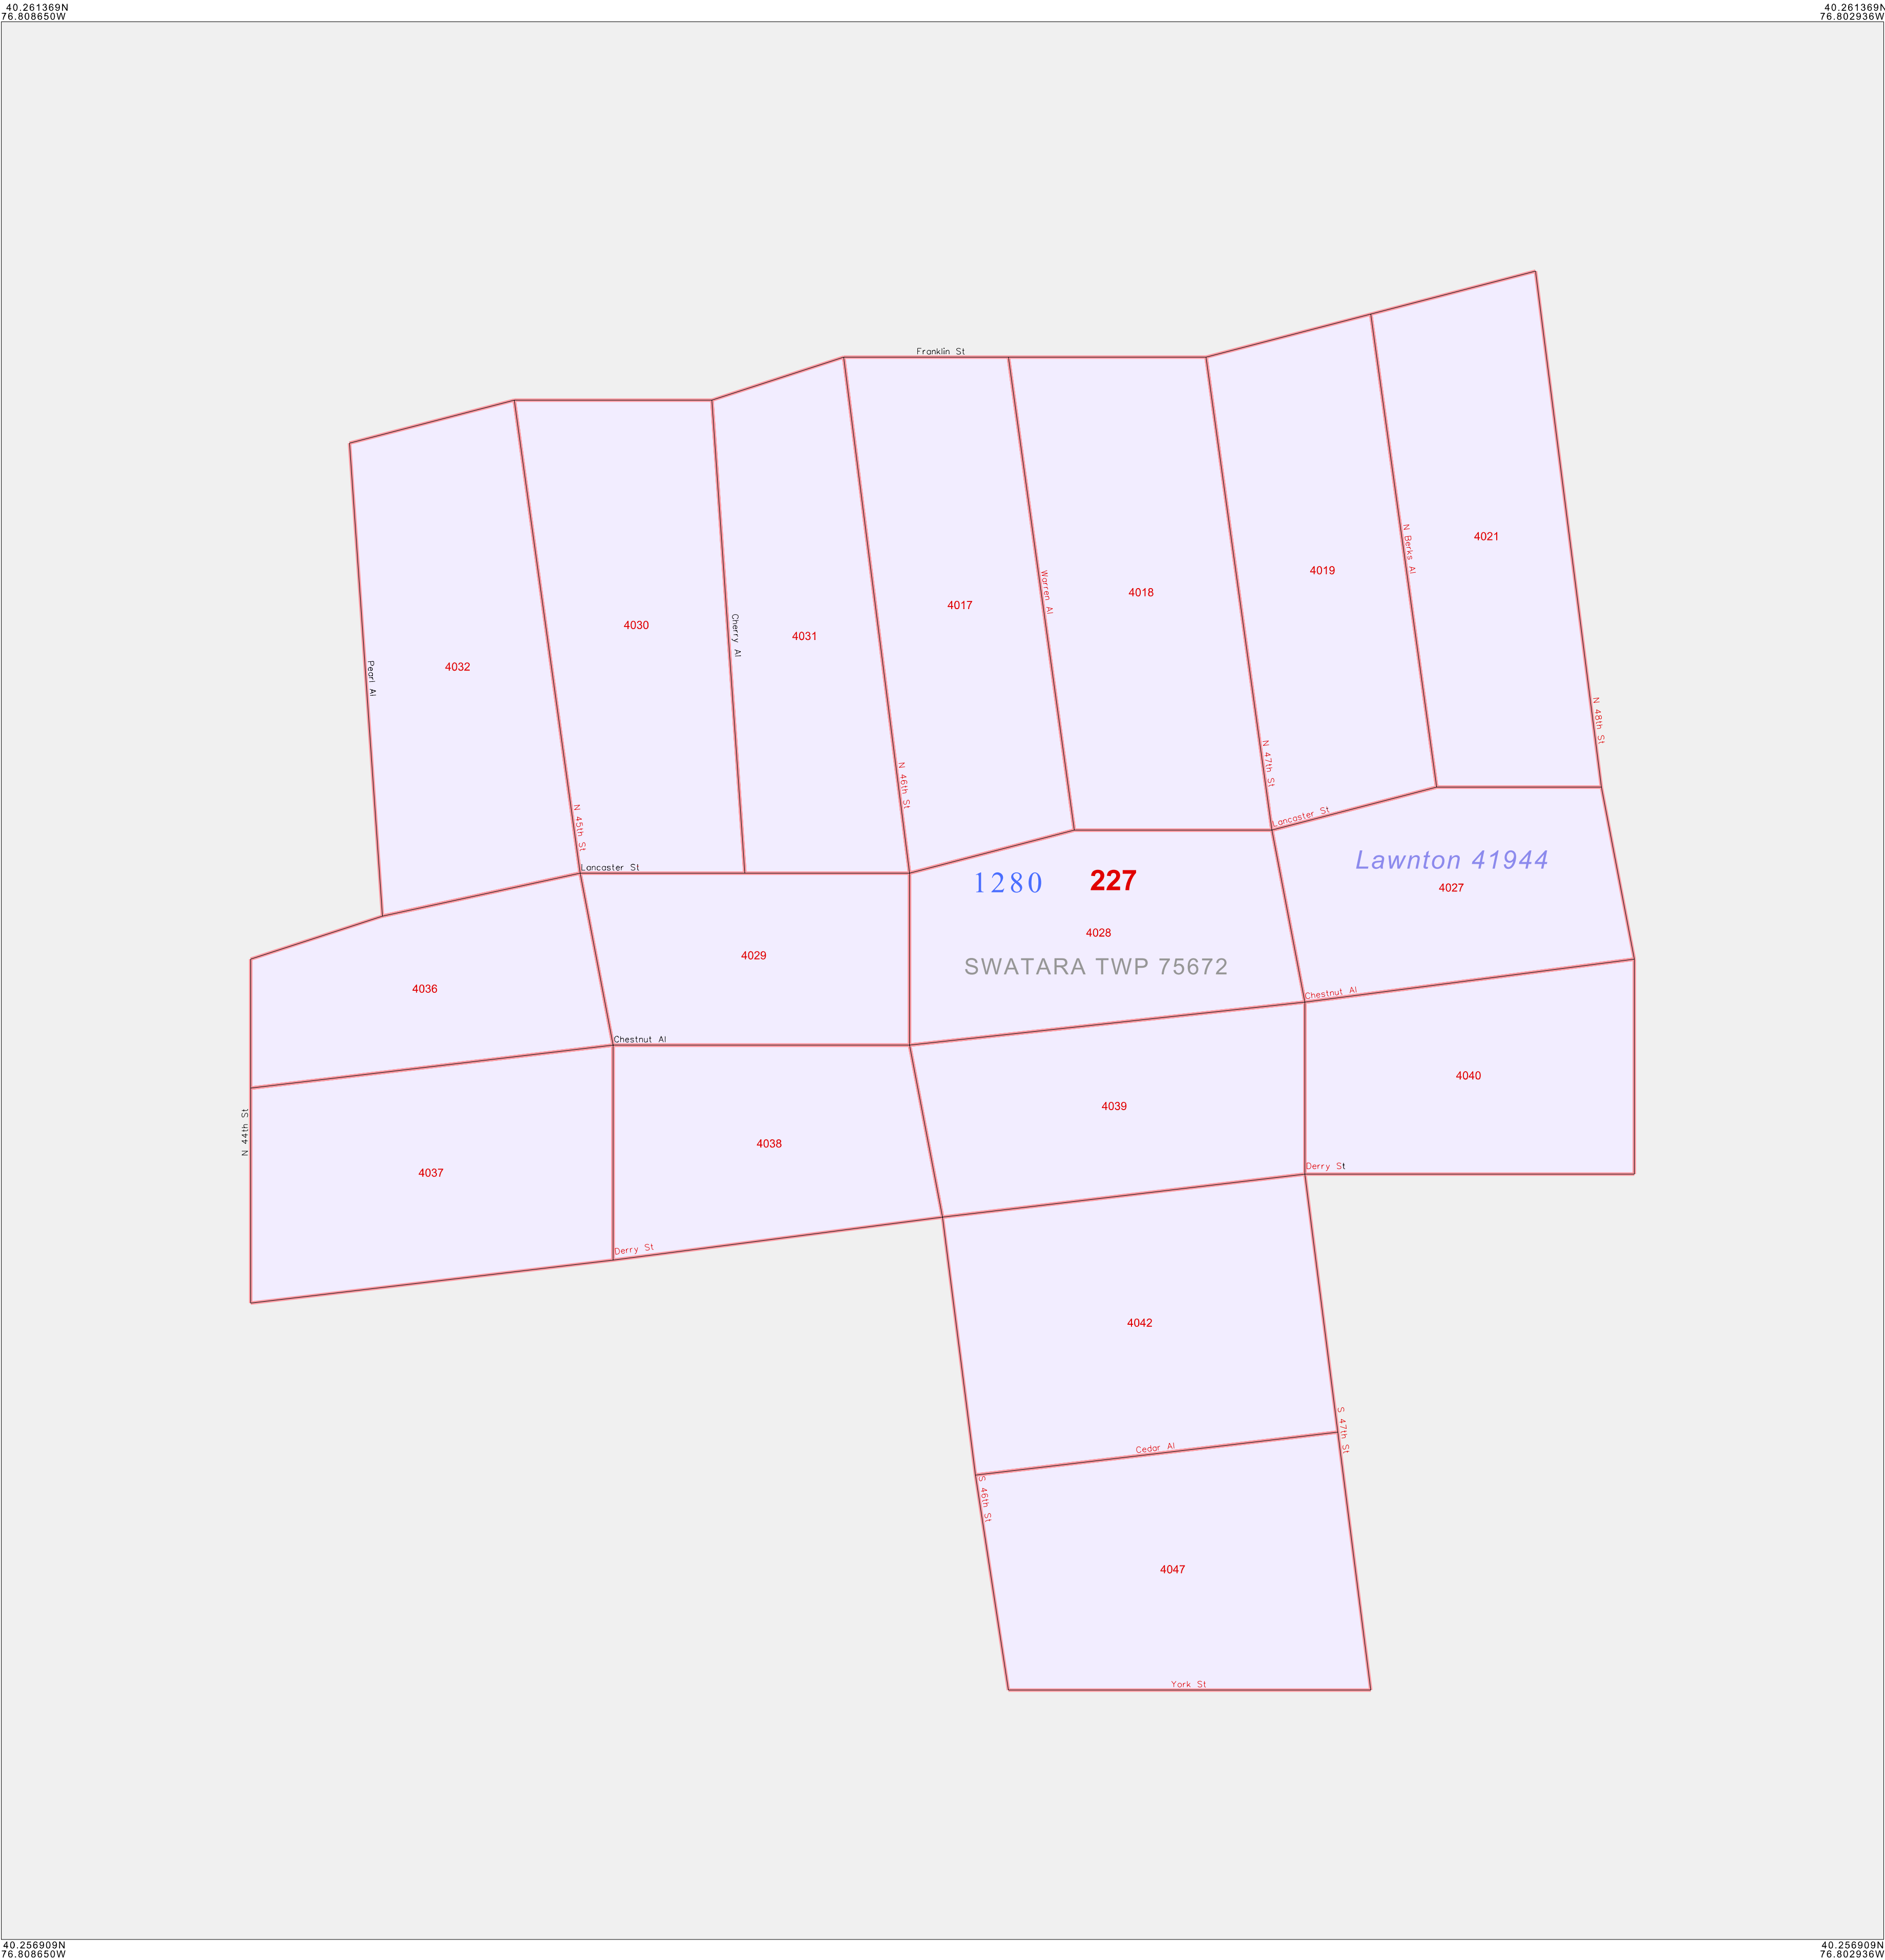 40.261369N
76.808650W
40.261369N
76.802936W
Franklin St
4021
N Berks Al
4019
Warren Al
4018
4017
4030
Cherry Al
4031
4032
Pearl Al
N 48th St
N 47th St
N 46th St
N 45th St
Lancaster St
Lancaster St
Lawnton 41944
4027
1280
227
4028
SWATARA TWP 75672
4029
4036
Chestnut Al
Chestnut Al
4040
4039
N 44th St
4038
4037
Derry St
Derry St
4042
S 47th St
Cedar Al
S 46th St
4047
York St
40.256909N
76.808650W
40.256909N
76.802936W